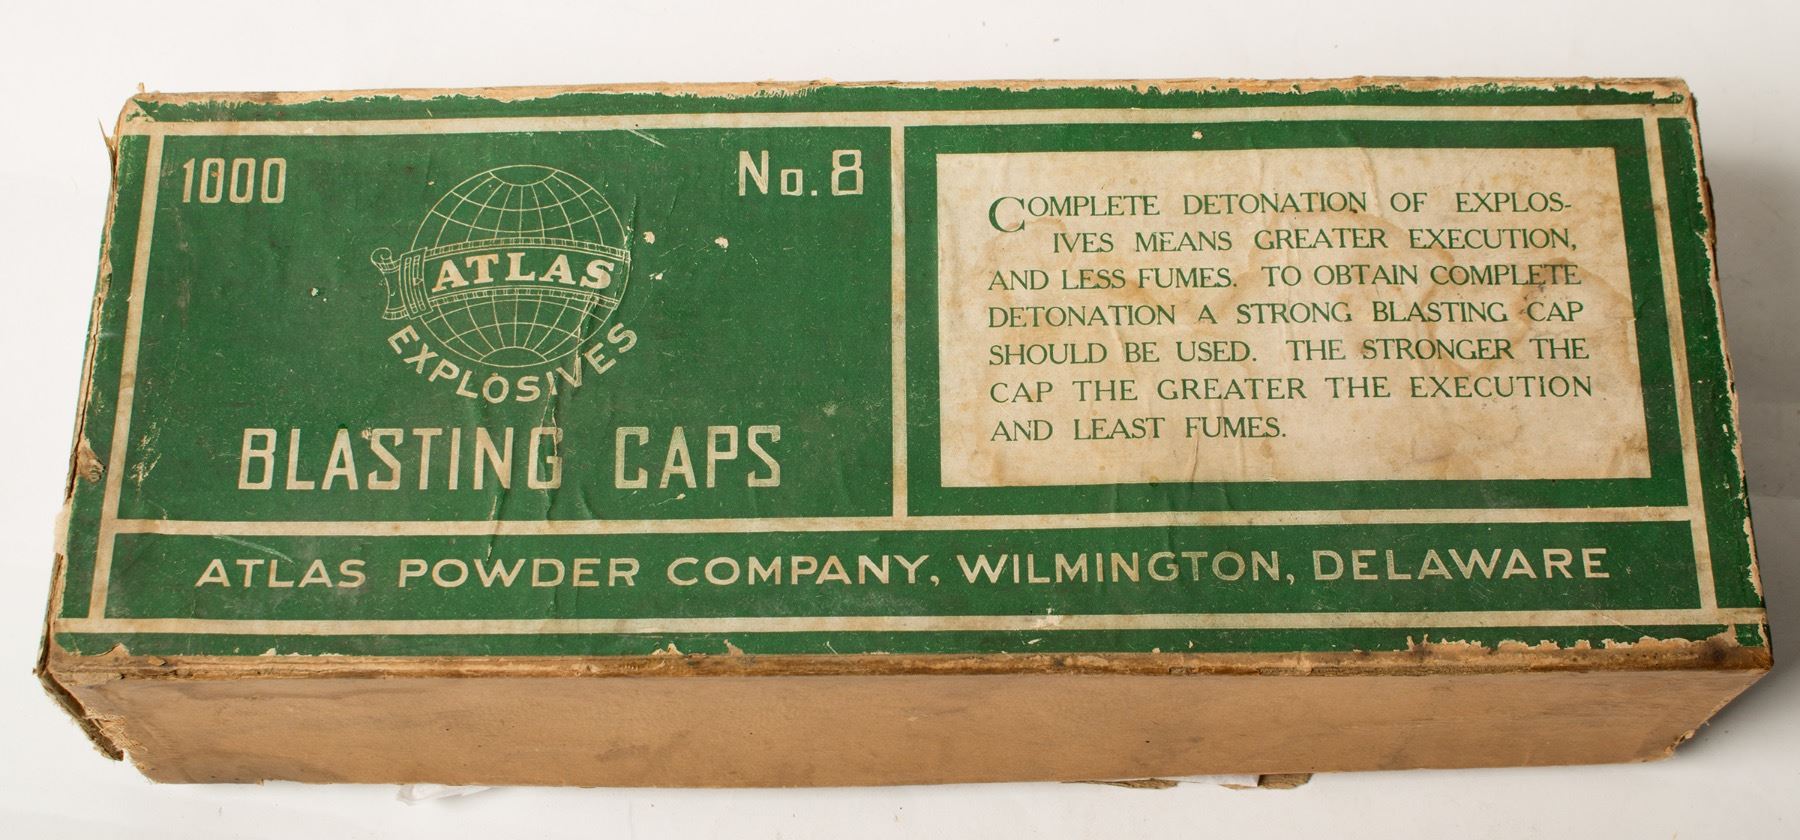 1000
No. 8
ATLAS
EXPLOSIVES
BLASTING CAPS
COMPLETE DETONATION OF EXPLOS-
IVES MEANS GREATER EXECUTION,
AND LESS FUMES. TO OBTAIN COMPLETE
DETONATION A STRONG BLASTING CAP
SHOULD BE USED. THE STRONGER THE
CAP THE GREATER THE EXECUTION
AND LEAST FUMES.
ATLAS POWDER COMPANY, WILMINGTON, DELAWARE